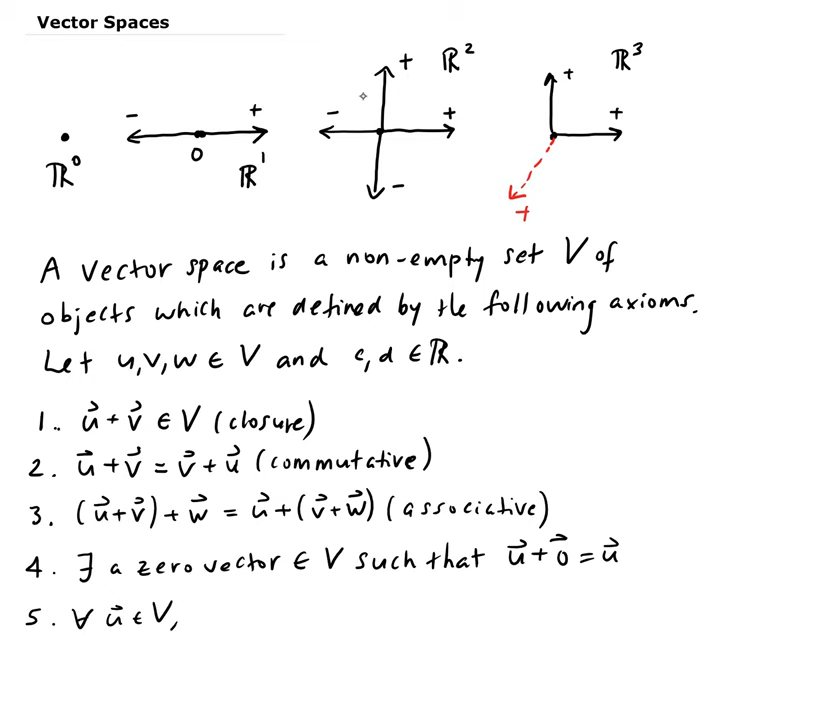 Vector Spaces
ℝ⁰
- 0 + ℝ¹
+ - + - ℝ²
+ + + ℝ³
A vector space is a non-empty set V of
objects which are defined by the following axioms.
Let u,v,w ∈ V and c,d ∈ ℝ.
1.. u⃗ + v⃗ ∈ V (closure)
2. u⃗ + v⃗ = v⃗ + u⃗ (commutative)
3. (u⃗ + v⃗) + w⃗ = u⃗ + (v⃗ + w⃗) (associative)
4. ∃ a zero vector ∈ V such that u⃗ + 0⃗ = u⃗
5. ∀ u⃗ ∈ V,